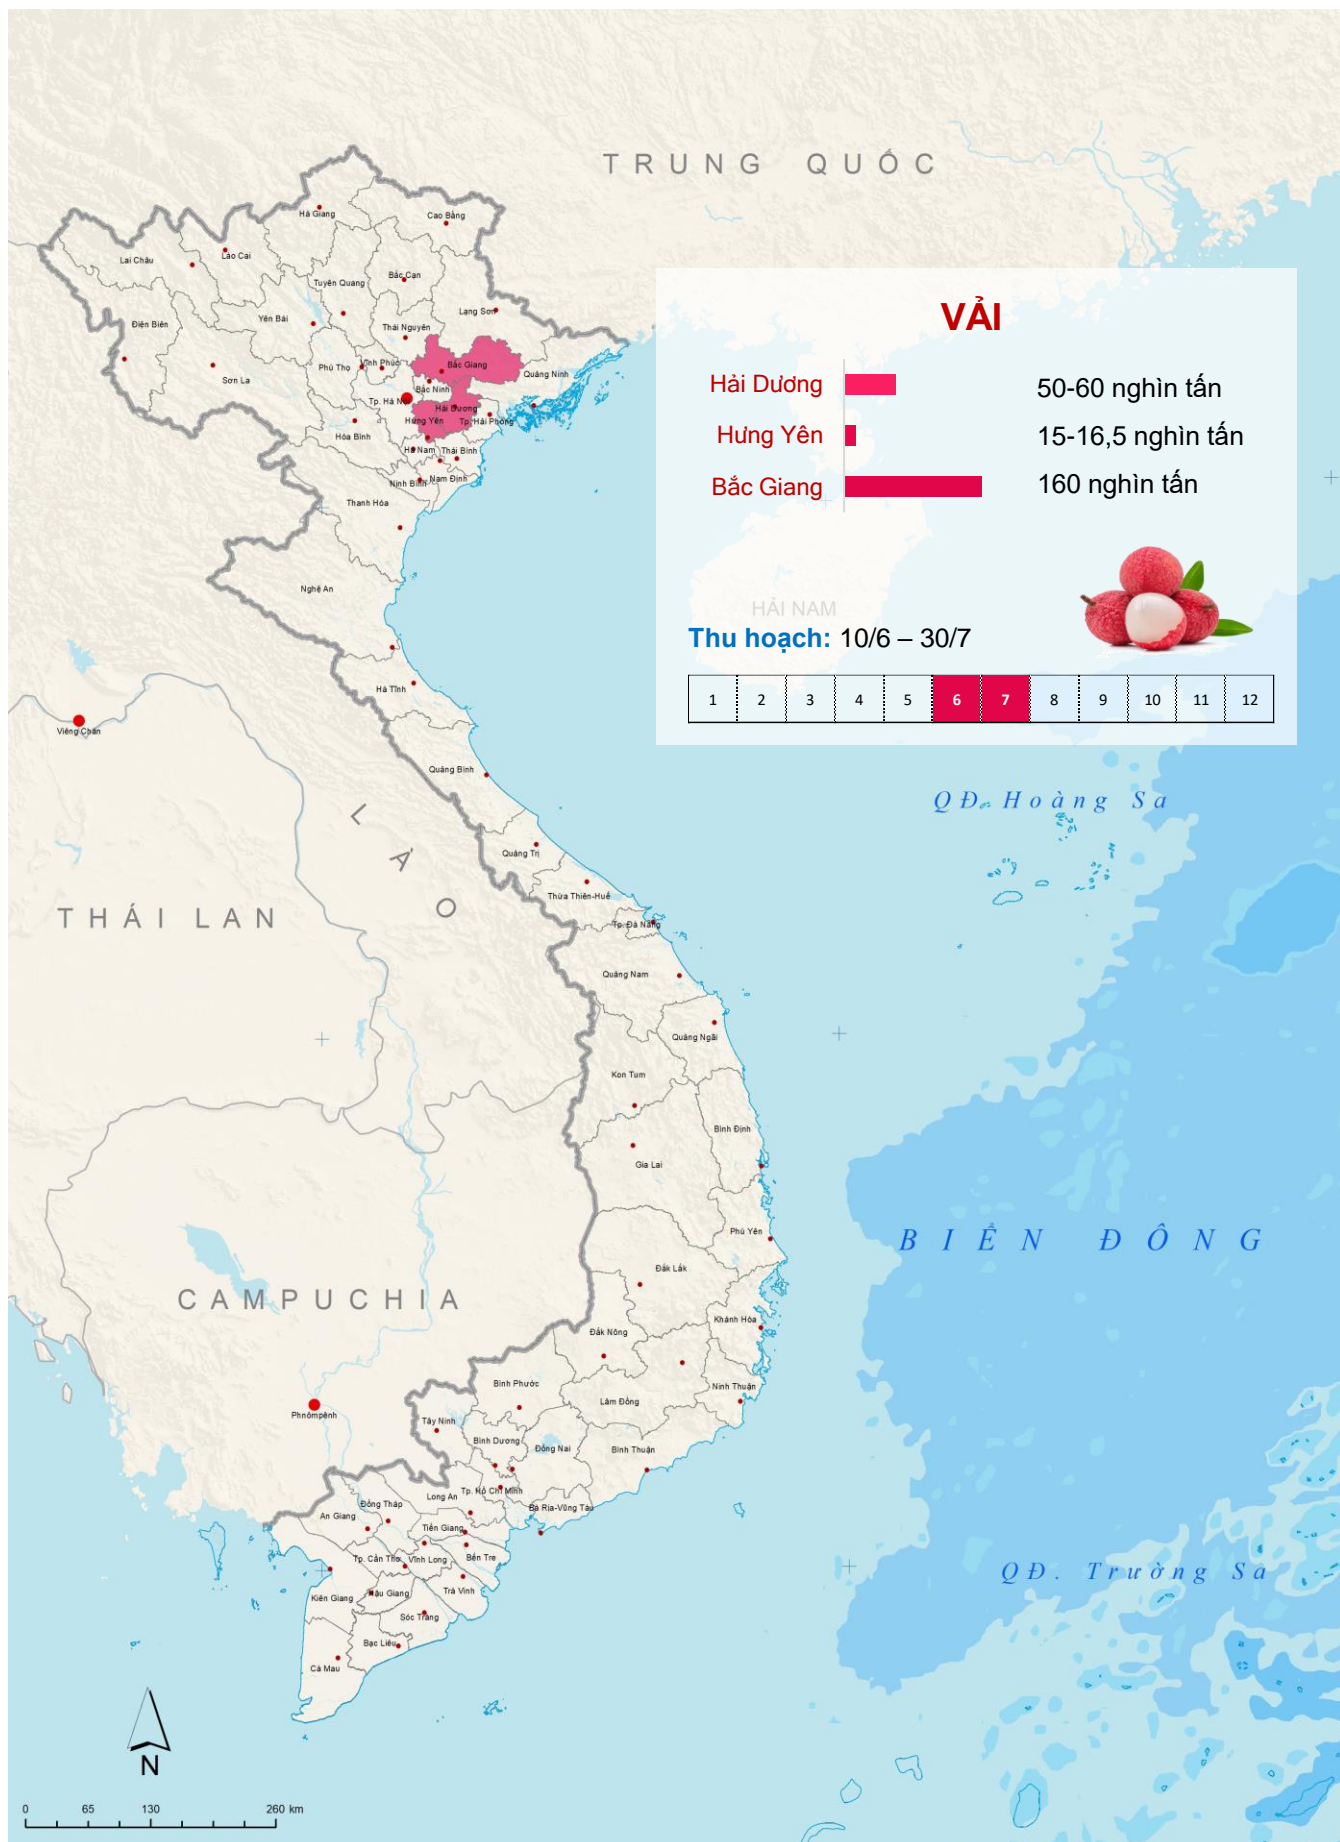 TRUNG QUỐC
Hà Giang
Cao Bằng
Lai Châu
Lào Cai
Bắc Cạn
Tuyên Quang
Điện Biên
Yên Bái
Lạng Sơn
Thái Nguyên
Sơn La
Phú Thọ
Vĩnh Phúc
Bắc Giang
Quảng Ninh
Bắc Ninh
Tp. Hà Nội
Hải Dương
Hưng Yên
Tp. Hải Phòng
Hòa Bình
Hà Nam
Thái Bình
Ninh Bình
Nam Định
Thanh Hóa
Nghệ An
Hà Tĩnh
VẢI
Hải Dương
50-60 nghìn tấn
Hưng Yên
15-16,5 nghìn tấn
Bắc Giang
160 nghìn tấn
HẢI NAM
Thu hoạch: 10/6 – 30/7
1 2 3 4 5 6 7 8 9 10 11 12
Viêng Chăn
Quảng Bình
QĐ. Hoàng Sa
LÀO
Quảng Trị
Thừa Thiên-Huế
THÁI LAN
Tp. Đà Nẵng
Quảng Nam
Quảng Ngãi
Kon Tum
Bình Định
Gia Lai
Phú Yên
BIỂN ĐÔNG
Đắk Lắk
CAMPUCHIA
Khánh Hòa
Đắk Nông
Bình Phước
Ninh Thuận
Lâm Đồng
Phnômpênh
Tây Ninh
Bình Dương
Đồng Nai
Bình Thuận
Tp. Hồ Chí Minh
Long An
Đồng Tháp
Bà Rịa-Vũng Tàu
An Giang
Tiền Giang
Tp. Cần Thơ
Vĩnh Long
Bến Tre
QĐ. Trường Sa
Kiên Giang
Hậu Giang
Trà Vinh
Sóc Trăng
Bạc Liêu
Cà Mau
N
0 65 130 260 km